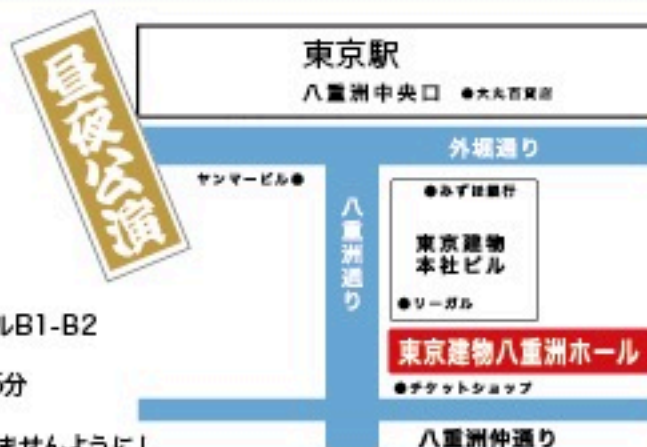 昼夜公演
東京駅
八重洲中央口 ●大丸百貨店
外堀通り
ヤンマービル●
八重洲通り
●みずほ銀行
東京建物
本社ビル
●リーガル
ルB1-B2
東京建物八重洲ホール
分
●チケットショップ
ませんように!
八重洲仲通り